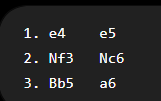 1. e4    e5
2. Nf3   Nc6
3. Bb5   a6